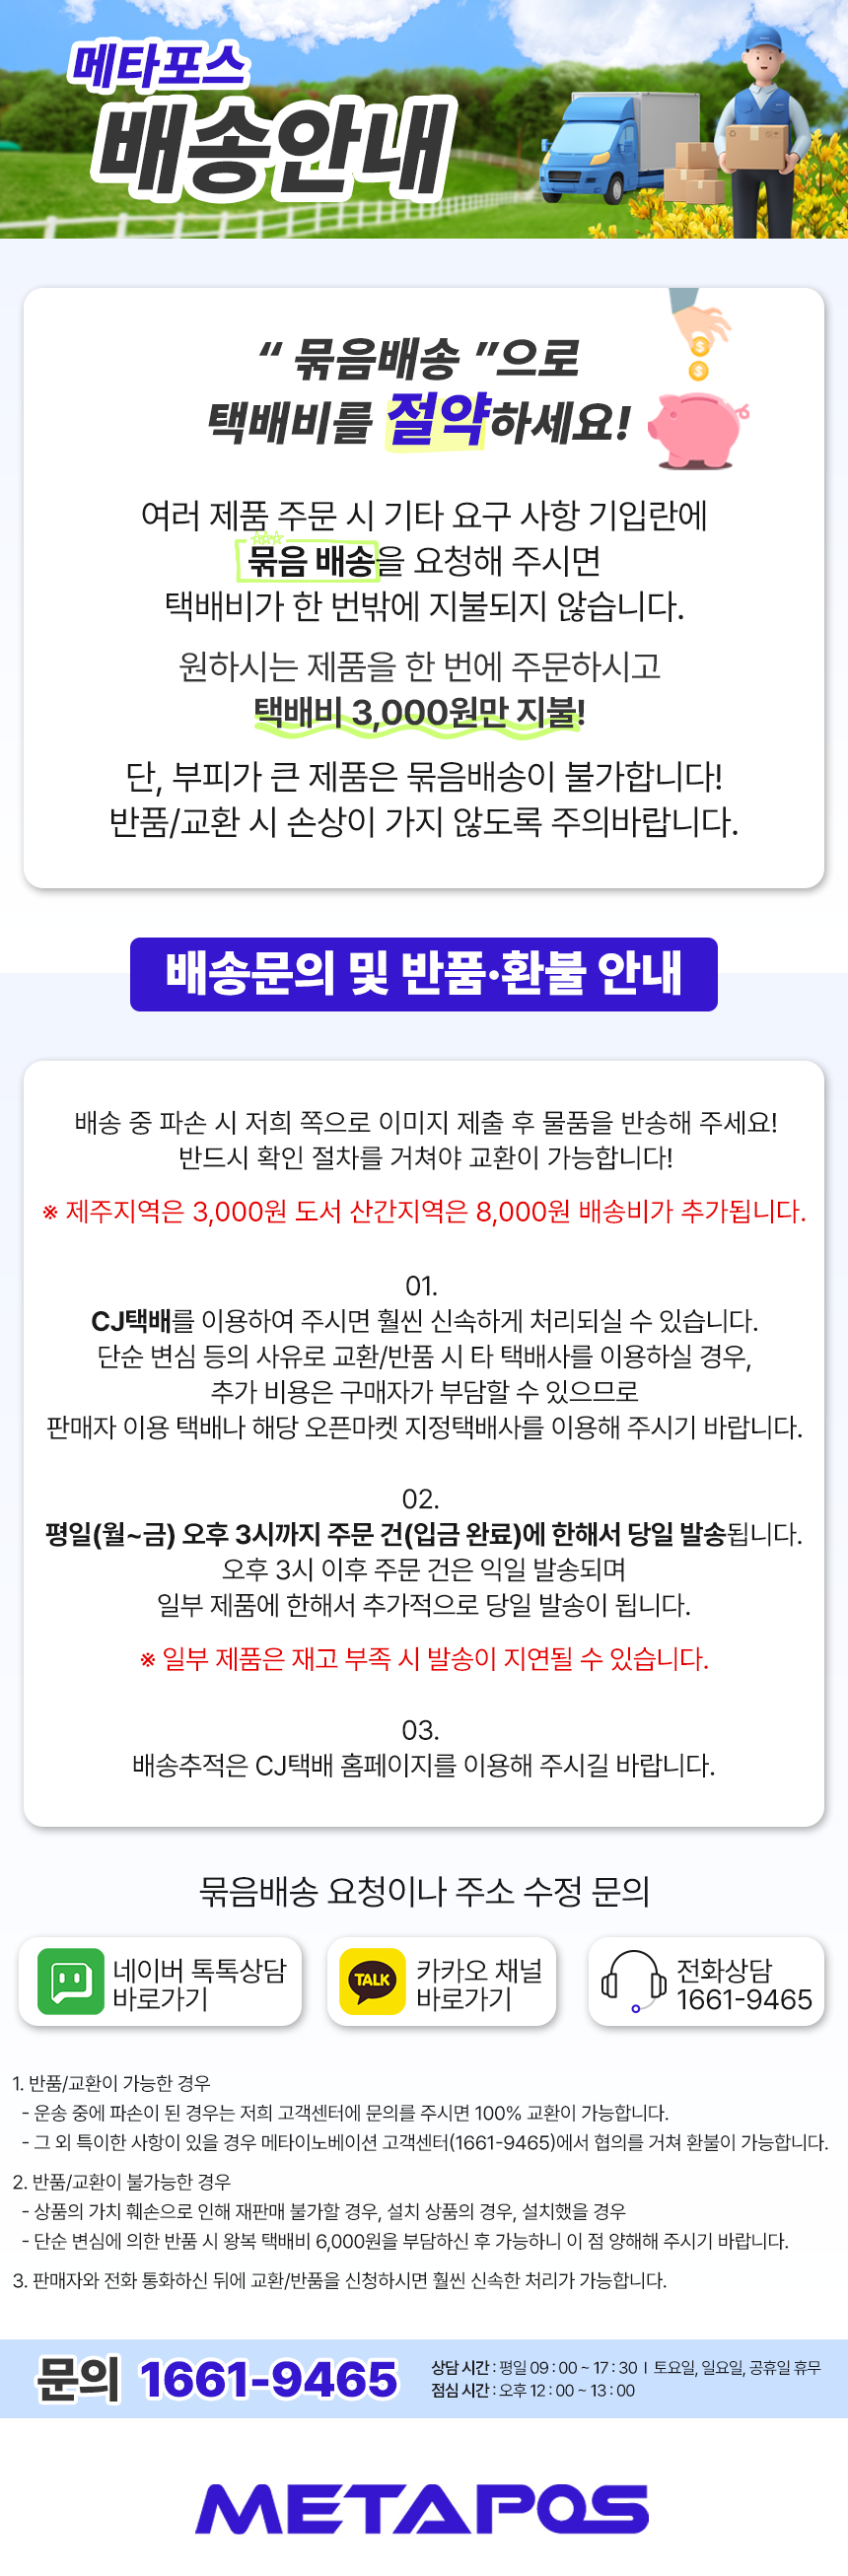 메타포스
배송안내
“ 묶음배송 ”으로
택배비를 절약하세요!
여러 제품 주문 시 기타 요구 사항 기입란에
묶음 배송을 요청해 주시면
택배비가 한 번밖에 지불되지 않습니다.
원하시는 제품을 한 번에 주문하시고
택배비 3,000원만 지불!
단, 부피가 큰 제품은 묶음배송이 불가합니다!
반품/교환 시 손상이 가지 않도록 주의바랍니다.
배송문의 및 반품·환불 안내
배송 중 파손 시 저희 쪽으로 이미지 제출 후 물품을 반송해 주세요!
반드시 확인 절차를 거쳐야 교환이 가능합니다!
※ 제주지역은 3,000원 도서 산간지역은 8,000원 배송비가 추가됩니다.
01.
CJ택배를 이용하여 주시면 훨씬 신속하게 처리되실 수 있습니다.
단순 변심 등의 사유로 교환/반품 시 타 택배사를 이용하실 경우,
추가 비용은 구매자가 부담할 수 있으므로
판매자 이용 택배나 해당 오픈마켓 지정택배사를 이용해 주시기 바랍니다.
02.
평일(월~금) 오후 3시까지 주문 건(입금 완료)에 한해서 당일 발송됩니다.
오후 3시 이후 주문 건은 익일 발송되며
일부 제품에 한해서 추가적으로 당일 발송이 됩니다.
※ 일부 제품은 재고 부족 시 발송이 지연될 수 있습니다.
03.
배송추적은 CJ택배 홈페이지를 이용해 주시길 바랍니다.
묶음배송 요청이나 주소 수정 문의
네이버 톡톡상담
바로가기
TALK
카카오 채널
바로가기
전화상담
1661-9465
1. 반품/교환이 가능한 경우
- 운송 중에 파손이 된 경우는 저희 고객센터에 문의를 주시면 100% 교환이 가능합니다.
- 그 외 특이한 사항이 있을 경우 메타이노베이션 고객센터(1661-9465)에서 협의를 거쳐 환불이 가능합니다.
2. 반품/교환이 불가능한 경우
- 상품의 가치 훼손으로 인해 재판매 불가할 경우, 설치 상품의 경우, 설치했을 경우
- 단순 변심에 의한 반품 시 왕복 택배비 6,000원을 부담하신 후 가능하니 이 점 양해해 주시기 바랍니다.
3. 판매자와 전화 통화하신 뒤에 교환/반품을 신청하시면 훨씬 신속한 처리가 가능합니다.
문의 1661-9465
상담 시간 : 평일 09 : 00 ~ 17 : 30 I 토요일, 일요일, 공휴일 휴무
점심 시간 : 오후 12 : 00 ~ 13 : 00
METAPOS